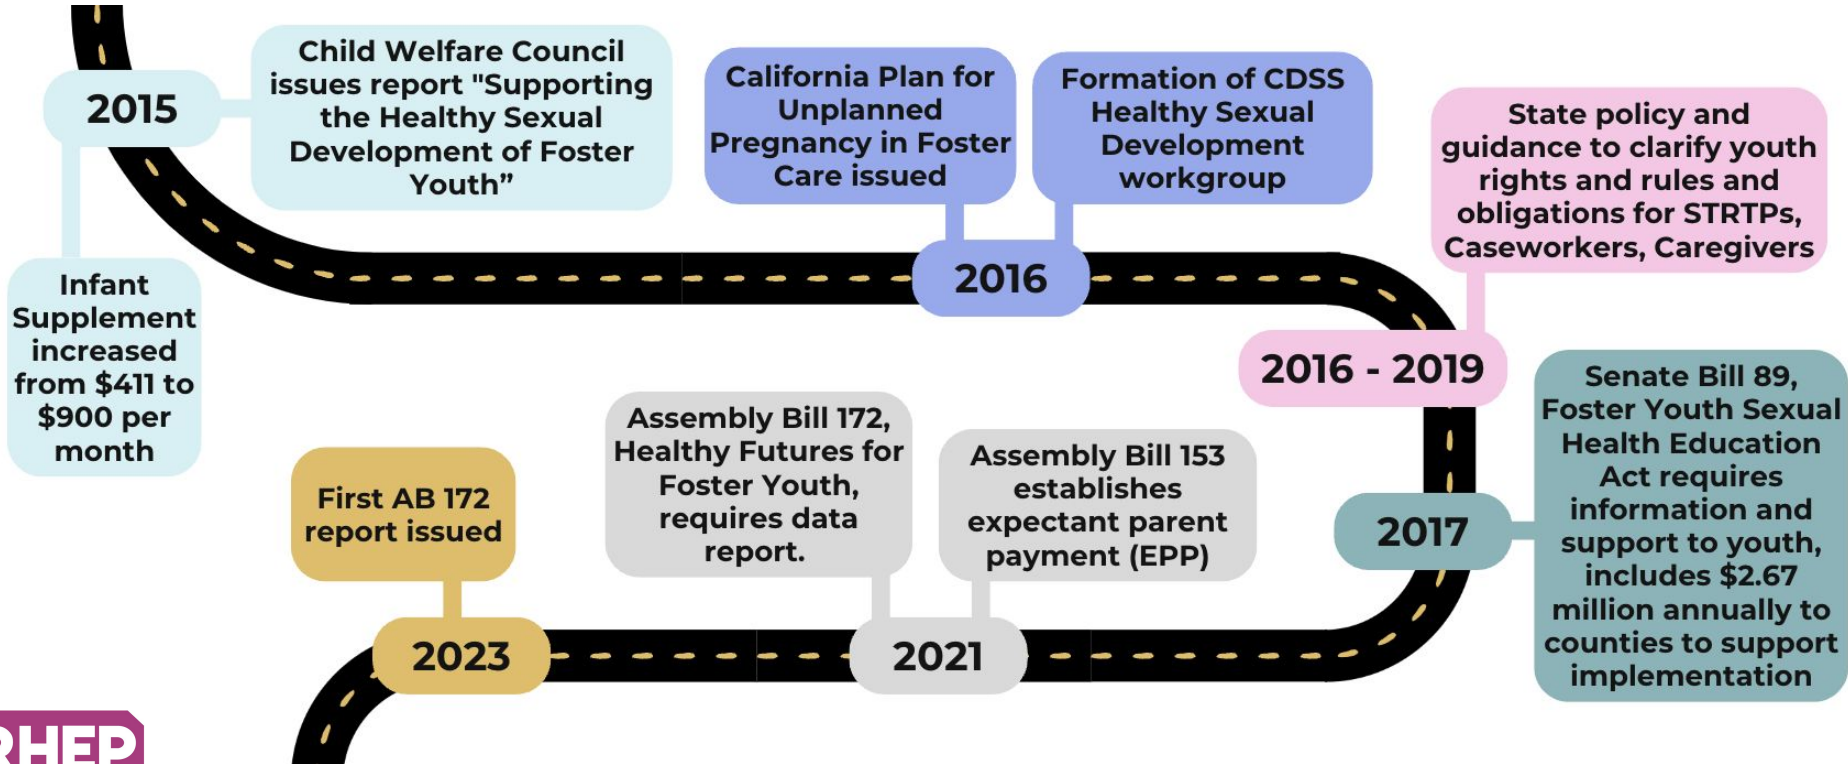 2015
Child Welfare Council
issues report "Supporting
the Healthy Sexual
Development of Foster
Youth”
Infant
Supplement
increased
from $411 to
$900 per
month
California Plan for
Unplanned
Pregnancy in Foster
Care issued
Formation of CDSS
Healthy Sexual
Development
workgroup
2016
State policy and
guidance to clarify youth
rights and rules and
obligations for STRTPs,
Caseworkers, Caregivers
2016 - 2019
Senate Bill 89,
Foster Youth Sexual
Health Education
Act requires
information and
support to youth,
includes $2.67
million annually to
counties to support
implementation
2017
Assembly Bill 172,
Healthy Futures for
Foster Youth,
requires data
report.
Assembly Bill 153
establishes
expectant parent
payment (EPP)
2021
First AB 172
report issued
2023
RHEP